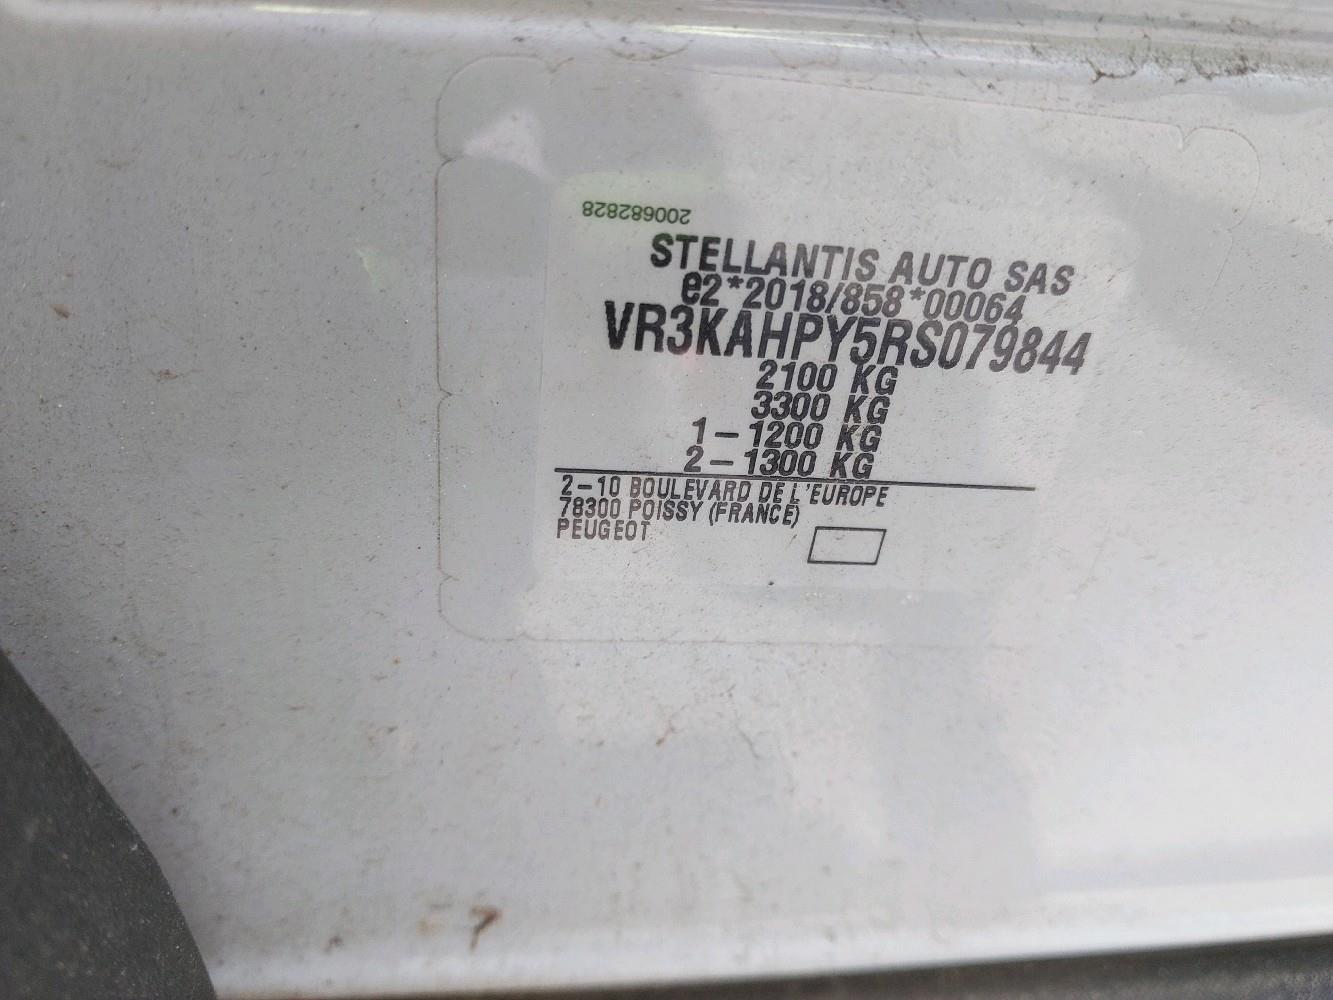 200682828
STELLANTIS AUTO SAS
e2*2018/858*00064
VR3KAHPY5RS079844
2100 KG
3300 KG
1-1200 KG
2-1300 KG
2-10 BOULEVARD DE L'EUROPE
78300 POISSY (FRANCE)
PEUGEOT